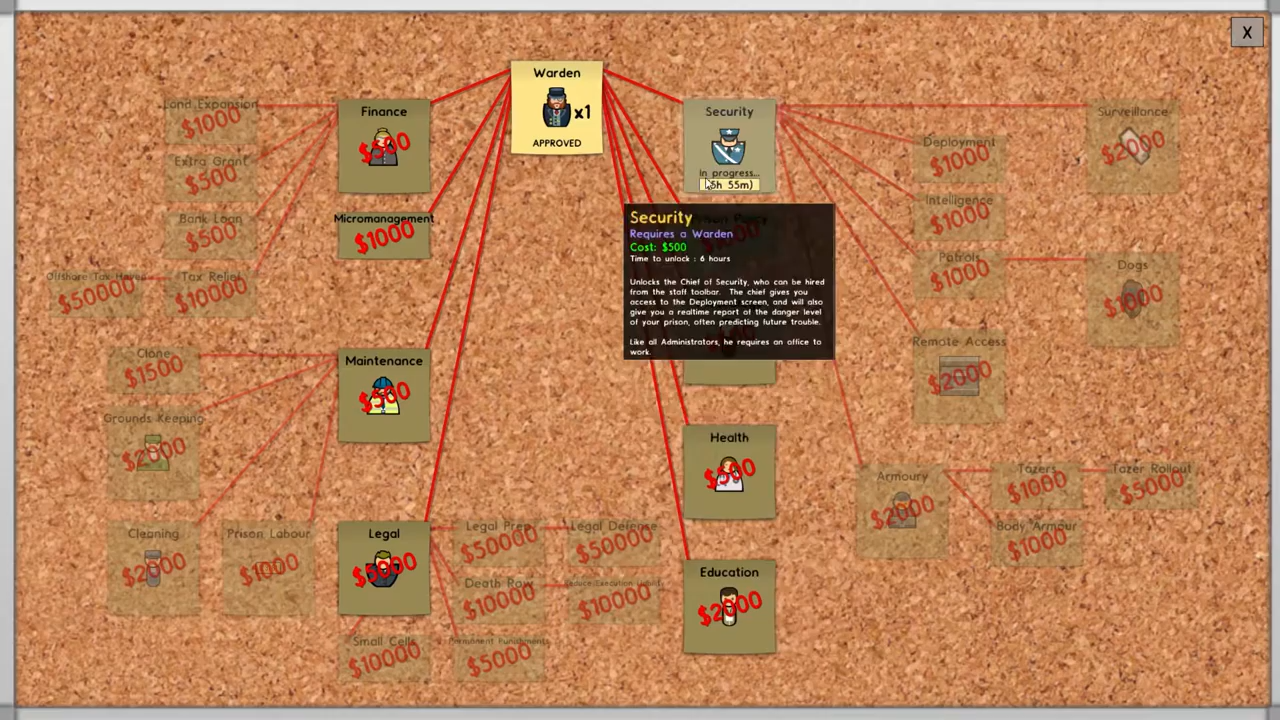 X
Warden
x1
APPROVED
Land Expansion
$1000
Finance
$500
Security
In progress...
5h 55m)
Surveillance
$2000
Deployment
$1000
Extra Grant
$500
Intelligence
$1000
Bank Loan
$500
Micromanagement
$1000
Security
Requires a Warden
Cost: $500
Time to unlock : 6 hours
Unlocks the Chief of Security, who can be hired
from the staff toolbar. The chief gives you
access to the Deployment screen, and will also
give you a realtime report of the danger level
of your prison, often predicting future trouble.
Like all Administrators, he requires an office to
work.
Patrols
$1000
Dogs
$1000
Offshore Tax Haven
$50000
Tax Relief
$10000
Remote Access
$2000
Clone
$1500
Maintenance
$500
Grounds Keeping
$2000
Health
$500
Armoury
$2000
Tazers
$1000
Tazer Rollout
$5000
Body Armour
$1000
Cleaning
$2000
Prison Labour
$1000
Legal
$5000
Legal Prep
$50000
Legal Defense
$50000
Death Row
$10000
Reduce Execution Liability
$10000
Education
$2000
Small Cells
$10000
Permanent Punishments
$5000